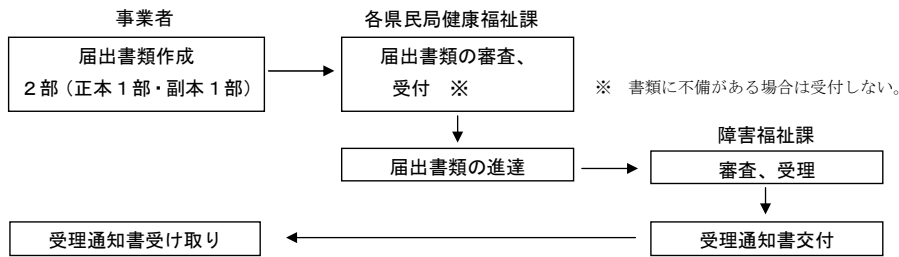 事業者
各県民局健康福祉課
届出書類作成
２部（正本１部・副本１部）
届出書類の審査、
受付　※
※　書類に不備がある場合は受付しない。
障害福祉課
届出書類の進達
審査、受理
受理通知書受け取り
受理通知書交付